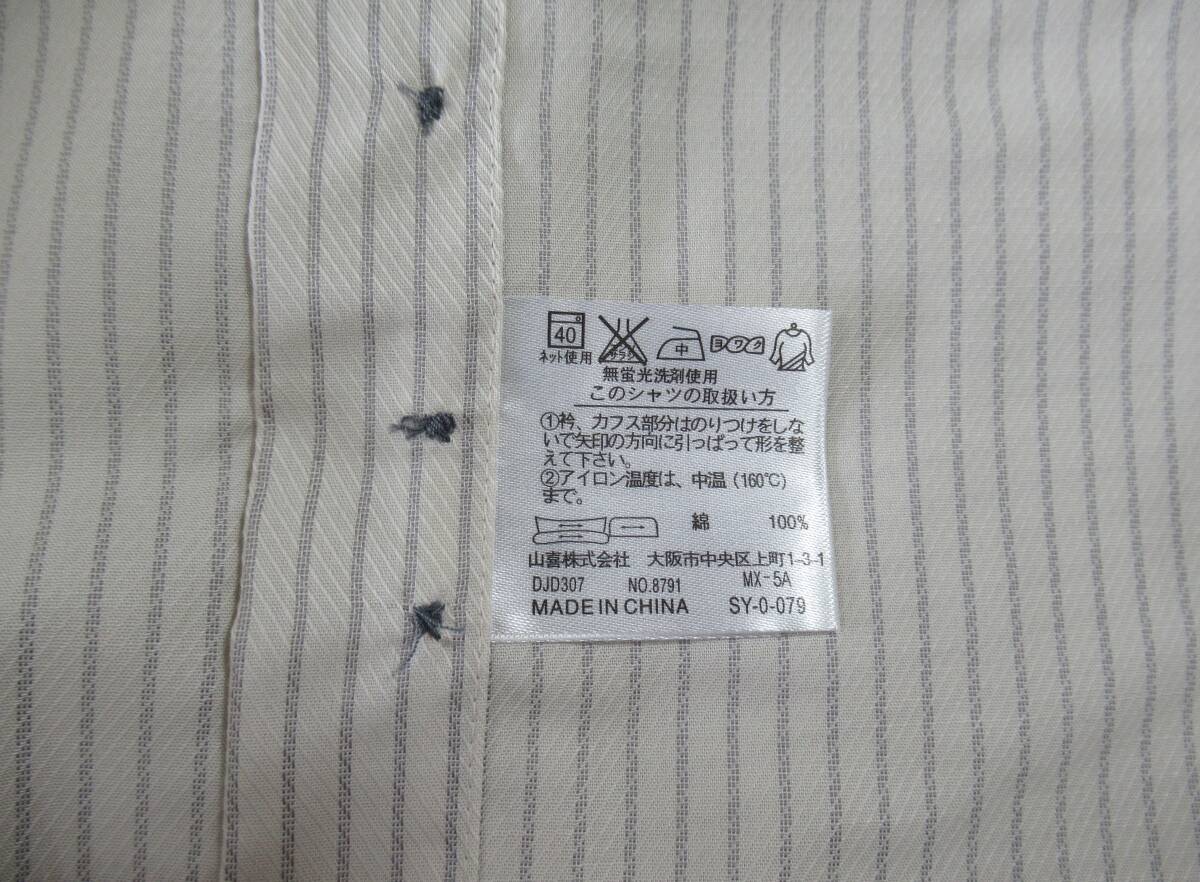 40
ネット使用
サラシ
中
ヨワク
無蛍光洗剤使用
このシャツの取扱い方
①衿、カフス部分はのりつけをしな
いで矢印の方向に引っぱって形を整
えて下さい。
②アイロン温度は、中温(160℃)
まで。
綿 100%
山喜株式会社 大阪市中央区上町1-3-1
DJD307 NO.8791 MX-5A
MADE IN CHINA SY-0-079